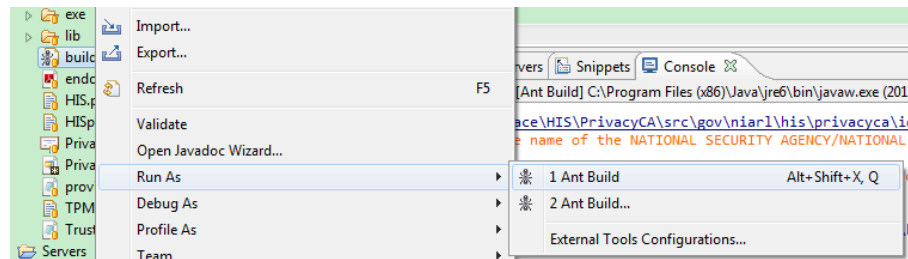 exe
lib
Import...
Export...
Refresh F5
Validate
Open Javadoc Wizard...
Run As
Debug As
Profile As
Team
HIS.p
HISp
Priva
Priva
prov
TPM
Trust
Servers
Snippets Console
[Ant Build] C:\Program Files (x86)\Java\jre6\bin\javaw.exe (201
ace\HIS\PrivacyCA\src\gov\niarl\his\privacyca\i
e name of the NATIONAL SECURITY AGENCY/NATIONAL
1 Ant Build Alt+Shift+X, Q
2 Ant Build...
External Tools Configurations...